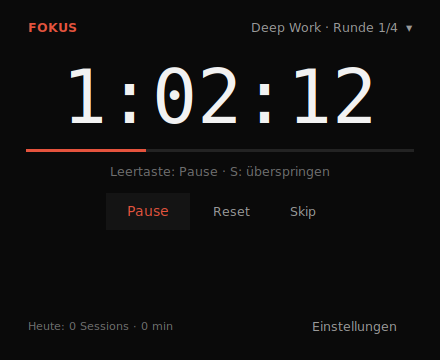 FOKUS
Deep Work · Runde 1/4 ▾
1:02:12
Leertaste: Pause · S: überspringen
Pause Reset Skip
Heute: 0 Sessions · 0 min
Einstellungen